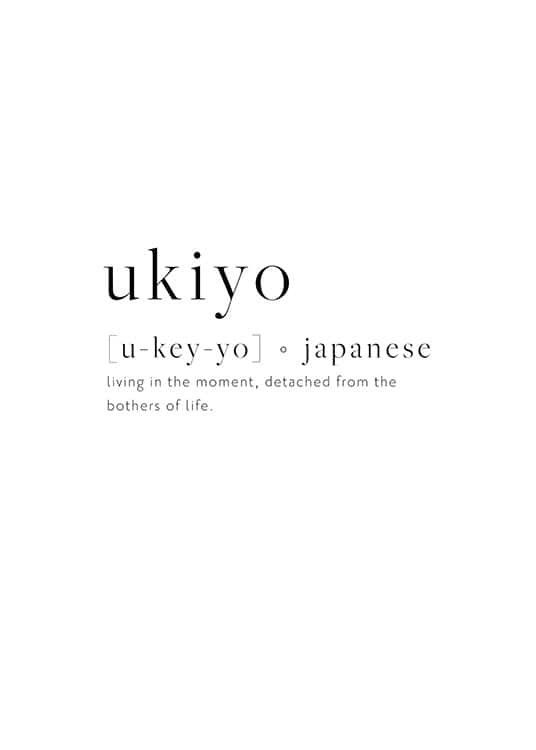 ukiyo
[u-key-yo] ∘ japanese
living in the moment, detached from the
bothers of life.